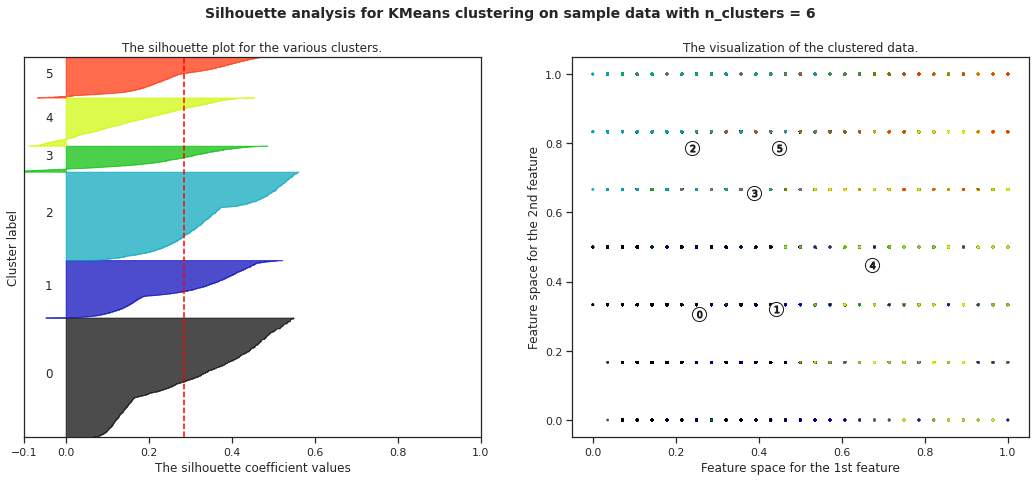 Silhouette analysis for KMeans clustering on sample data with n_clusters = 6
The silhouette plot for the various clusters.
5
4
3
2
1
0
Cluster label
−0.1 0.0 0.2 0.4 0.6 0.8 1.0
The silhouette coefficient values
The visualization of the clustered data.
1.0
0.8
0.6
0.4
0.2
0.0
Feature space for the 2nd feature
2 5
3
4
0 1
0.0 0.2 0.4 0.6 0.8 1.0
Feature space for the 1st feature